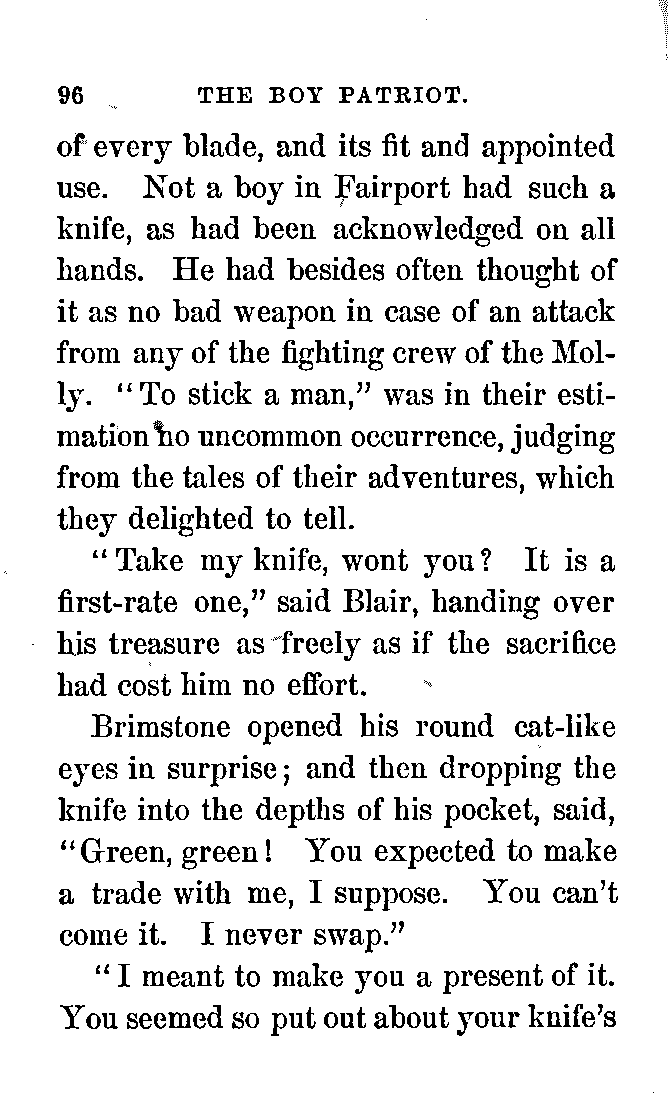 96 THE BOY PATRIOT.
of every blade, and its fit and appointed
use. Not a boy in Fairport had such a
knife, as had been acknowledged on all
hands. He had besides often thought of
it as no bad weapon in case of an attack
from any of the fighting crew of the Mol-
ly. "To stick a man," was in their esti-
mation no uncommon occurrence, judging
from the tales of their adventures, which
they delighted to tell.
"Take my knife, wont you? It is a
first-rate one," said Blair, handing over
his treasure as freely as if the sacrifice
had cost him no effort.
Brimstone opened his round cat-like
eyes in surprise; and then dropping the
knife into the depths of his pocket, said,
"Green, green! You expected to make
a trade with me, I suppose. You can't
come it. I never swap."
"I meant to make you a present of it.
You seemed so put out about your knife's